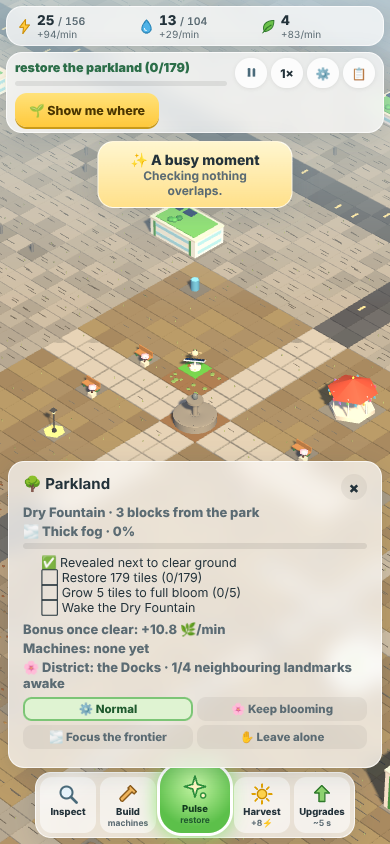 25 / 156
+94/min
13 / 104
+29/min
4
+83/min
restore the parkland (0/179)
1×
🌱 Show me where
✨ A busy moment
Checking nothing
overlaps.
🌳 Parkland
Dry Fountain · 3 blocks from the park
🌫️ Thick fog · 0%
✅ Revealed next to clear ground
Restore 179 tiles (0/179)
Grow 5 tiles to full bloom (0/5)
Wake the Dry Fountain
Bonus once clear: +10.8 🌿/min
Machines: none yet
🌸 District: the Docks · 1/4 neighbouring landmarks
awake
⚙️ Normal
🌸 Keep blooming
🌫️ Focus the frontier
✋ Leave alone
Inspect
Build
machines
Pulse
restore
Harvest
+8⚡
Upgrades
~5 s